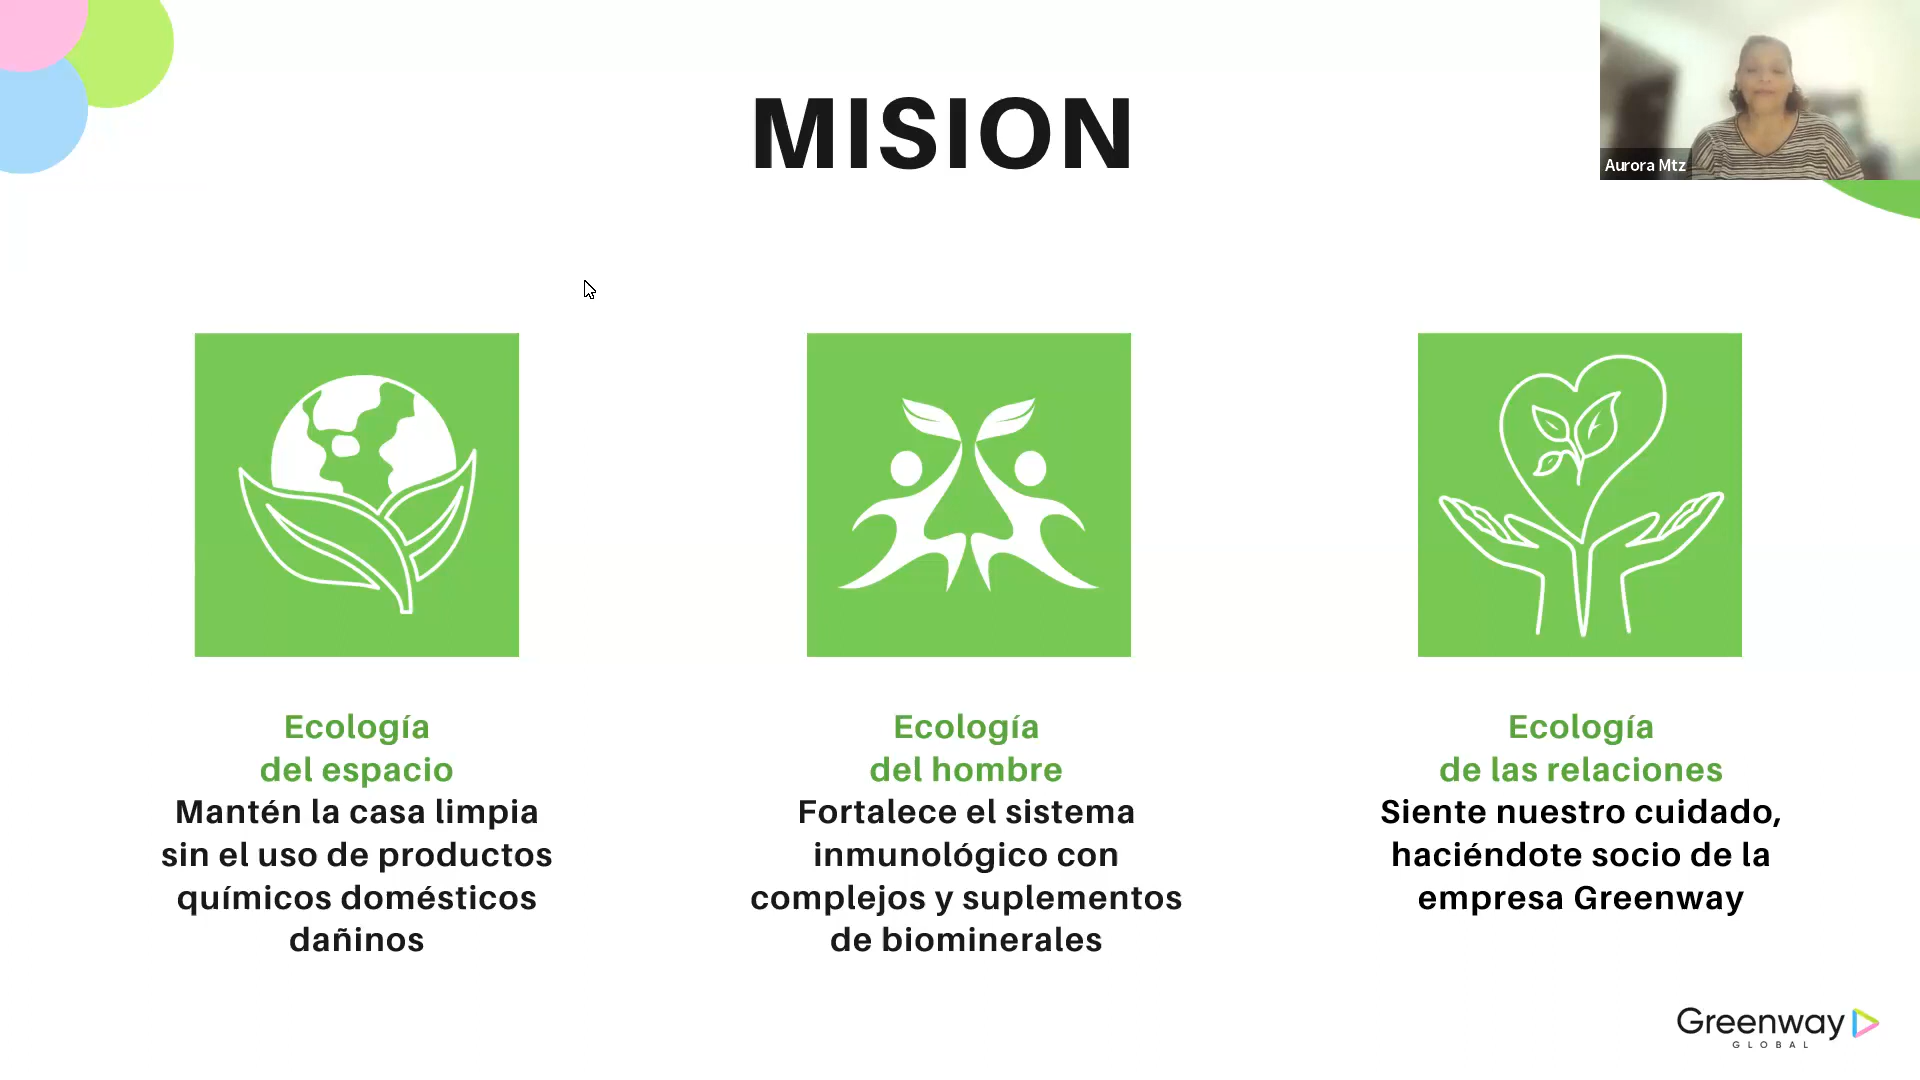 MISION
Aurora Mtz
Ecología
del espacio
Mantén la casa limpia
sin el uso de productos
químicos domésticos
dañinos
Ecología
del hombre
Fortalece el sistema
inmunológico con
complejos y suplementos
de biominerales
Ecología
de las relaciones
Siente nuestro cuidado,
haciéndote socio de la
empresa Greenway
Greenway
GLOBAL